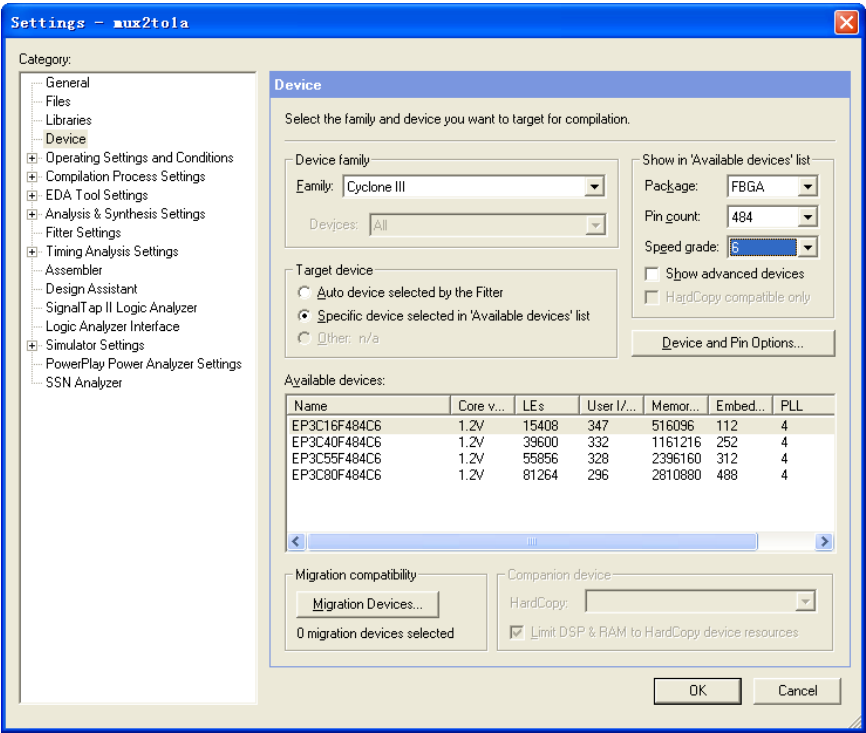 Settings - mux2to1a
Category:
General
Files
Libraries
Device
Operating Settings and Conditions
Compilation Process Settings
EDA Tool Settings
Analysis & Synthesis Settings
Fitter Settings
Timing Analysis Settings
Assembler
Design Assistant
SignalTap II Logic Analyzer
Logic Analyzer Interface
Simulator Settings
PowerPlay Power Analyzer Settings
SSN Analyzer
Device
Select the family and device you want to target for compilation.
Device family
Family: Cyclone III
Devices: All
Show in 'Available devices' list
Package: FBGA
Pin count: 484
Speed grade: 6
Show advanced devices
HardCopy compatible only
Target device
Auto device selected by the Fitter
Specific device selected in 'Available devices' list
Other: n/a
Device and Pin Options...
Available devices:
Name Core v... LEs User I/... Memor... Embed... PLL
EP3C16F484C6 1.2V 15408 347 516096 112 4
EP3C40F484C6 1.2V 39600 332 1161216 252 4
EP3C55F484C6 1.2V 55856 328 2396160 312 4
EP3C80F484C6 1.2V 81264 296 2810880 488 4
Migration compatibility
Migration Devices...
0 migration devices selected
Companion device
HardCopy:
Limit DSP & RAM to HardCopy device resources
OK Cancel